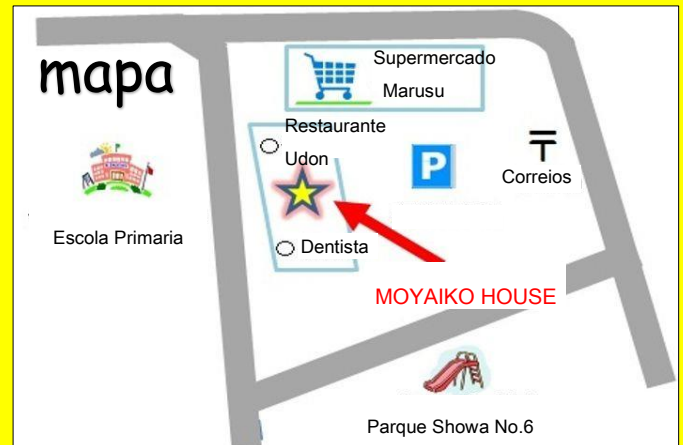 mapa
Supermercado
Marusu
Restaurante
Udon
P
〒
Correios
Escola Primaria
Dentista
MOYAIKO HOUSE
Parque Showa No.6